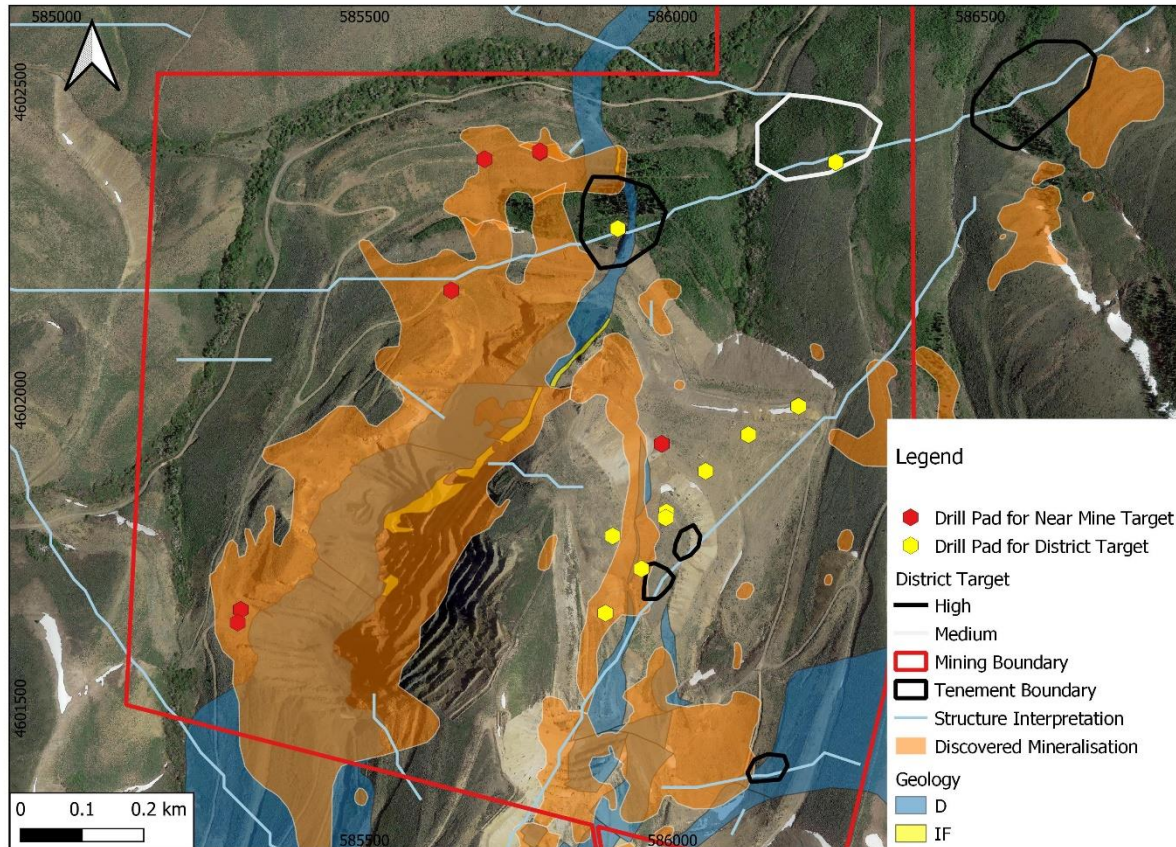 585000
585500
586000
586500
4602500
4602000
4601500
Legend
Drill Pad for Near Mine Target
Drill Pad for District Target
District Target
High
Medium
Mining Boundary
Tenement Boundary
Structure Interpretation
Discovered Mineralisation
Geology
D
IF
0 0.1 0.2 km
585500
586000